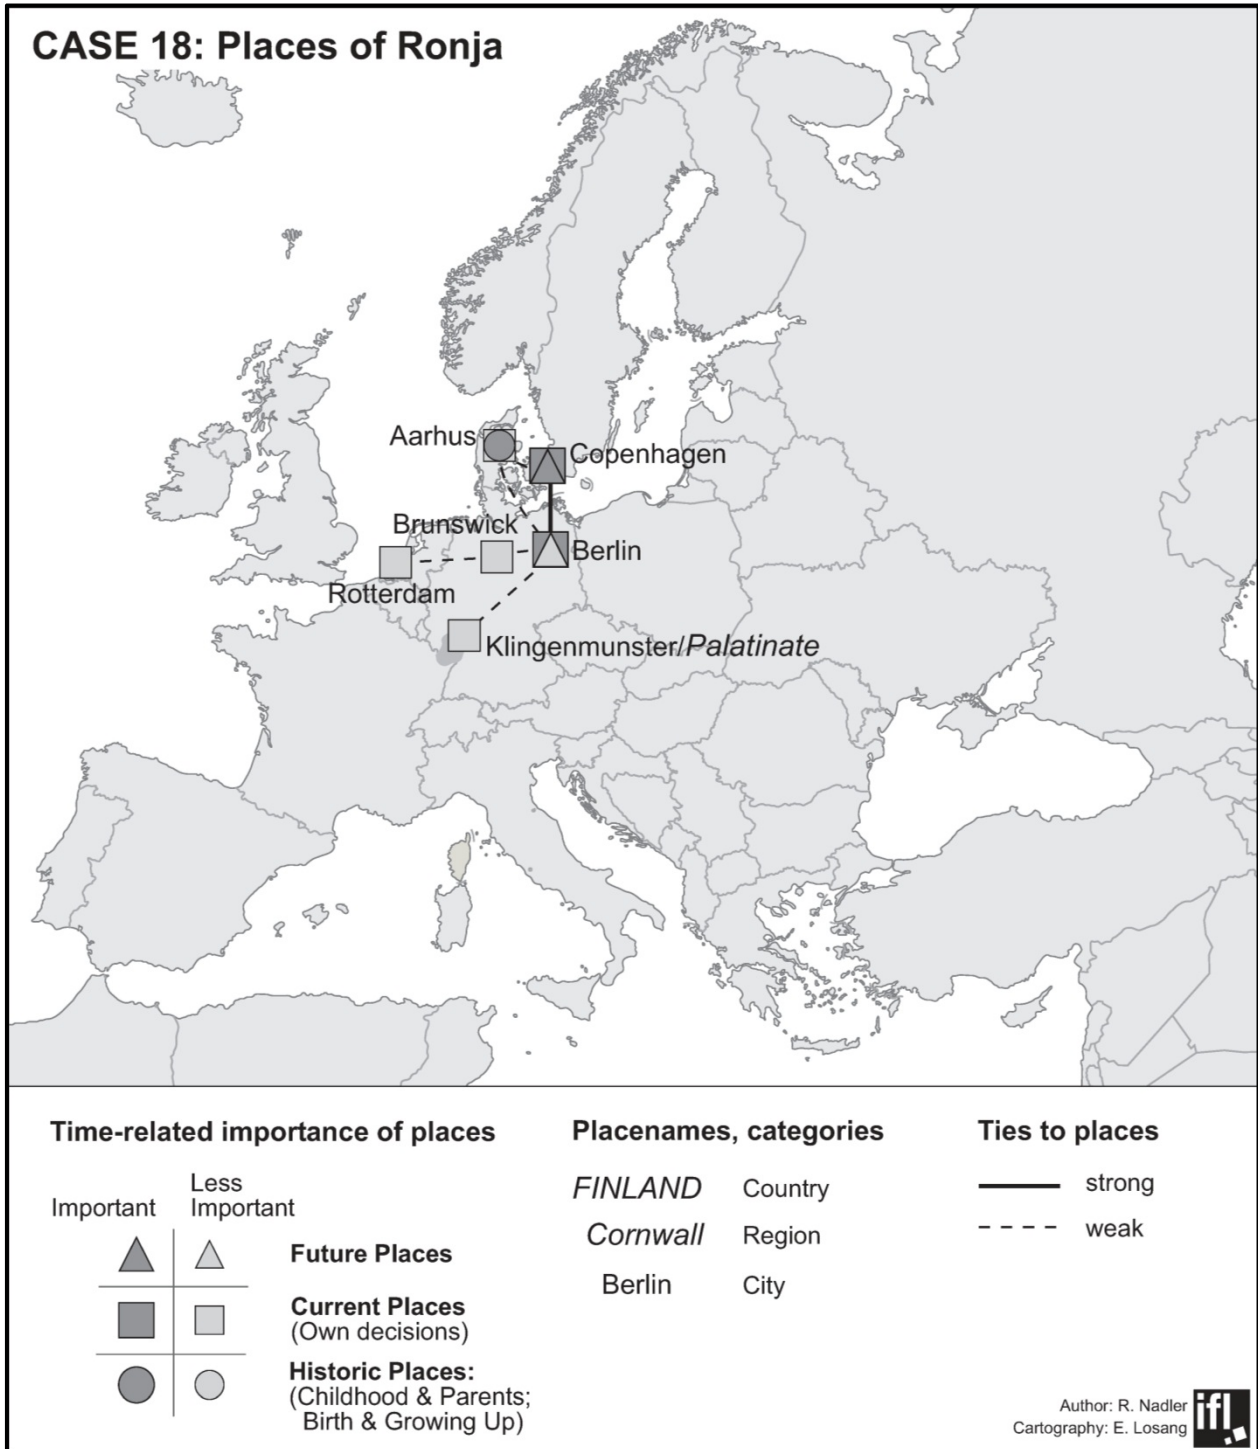 CASE 18: Places of Ronja
Aarhus
Copenhagen
Brunswick
Berlin
Rotterdam
Klingenmunster/Palatinate
Time-related importance of places
Important
Less
Important
Future Places
Current Places
(Own decisions)
Historic Places:
(Childhood & Parents;
Birth & Growing Up)
Placenames, categories
FINLAND Country
Cornwall Region
Berlin City
Ties to places
strong
weak
Author: R. Nadler
Cartography: E. Losang
ifl